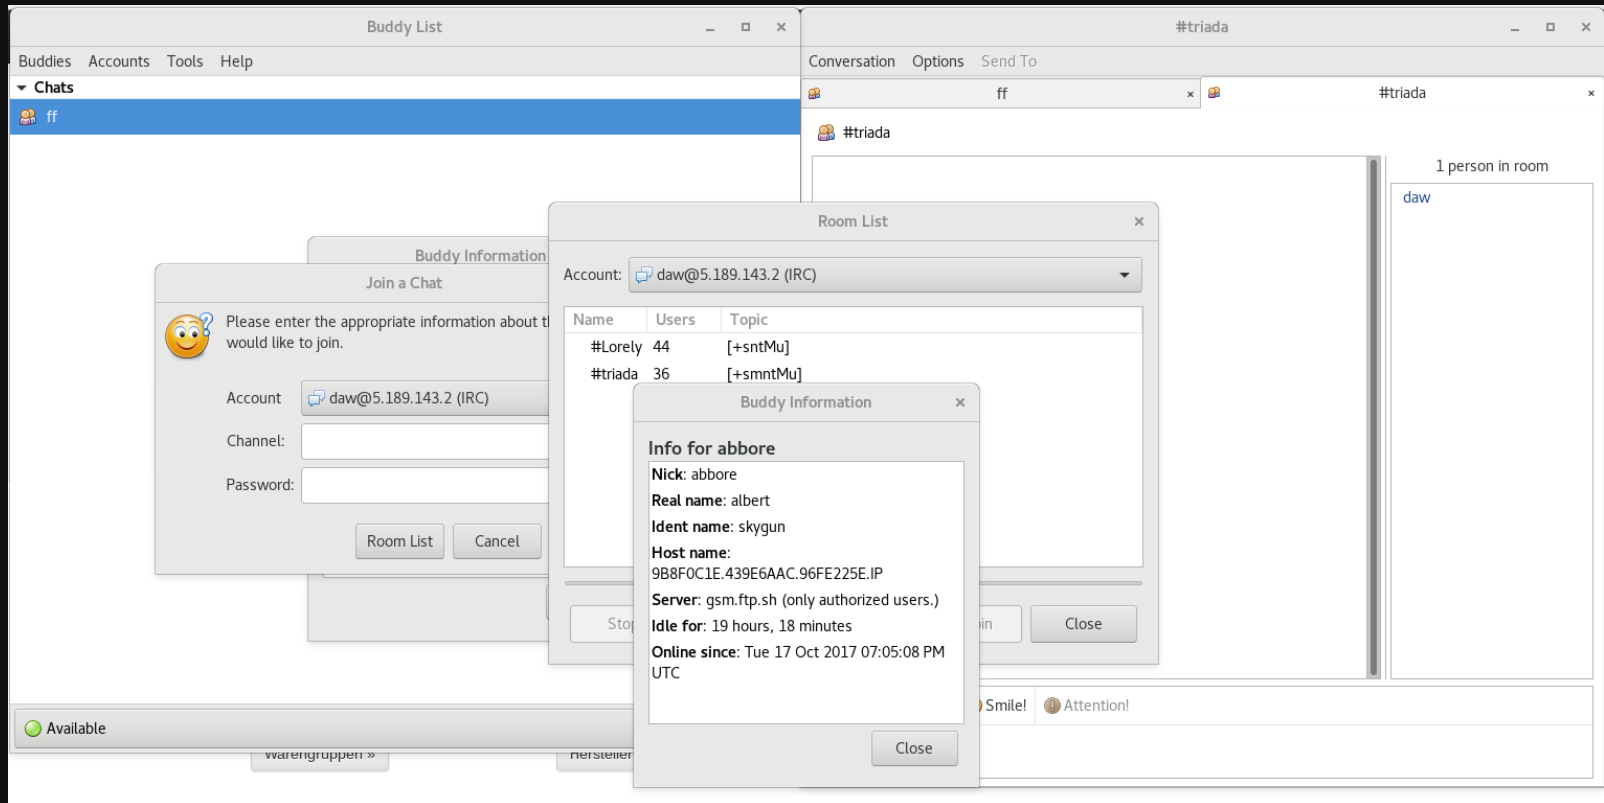 Buddy List
Buddies Accounts Tools Help
Chats
ff
Available
Warengruppen »
Hersteller
#triada
Conversation Options Send To
ff
#triada
#triada
1 person in room
daw
Smile! Attention!
Buddy Information
Join a Chat
Please enter the appropriate information about
would like to join.
Account daw@5.189.143.2 (IRC)
Channel:
Password:
Room List Cancel
Room List
Account: daw@5.189.143.2 (IRC)
Name Users Topic
#Lorely 44 [+sntMu]
#triada 36 [+smntMu]
Close
Buddy Information
Info for abbore
Nick: abbore
Real name: albert
Ident name: skygun
Host name:
9B8F0C1E.439E6AAC.96FE225E.IP
Server: gsm.ftp.sh (only authorized users.)
Idle for: 19 hours, 18 minutes
Online since: Tue 17 Oct 2017 07:05:08 PM
UTC
Close